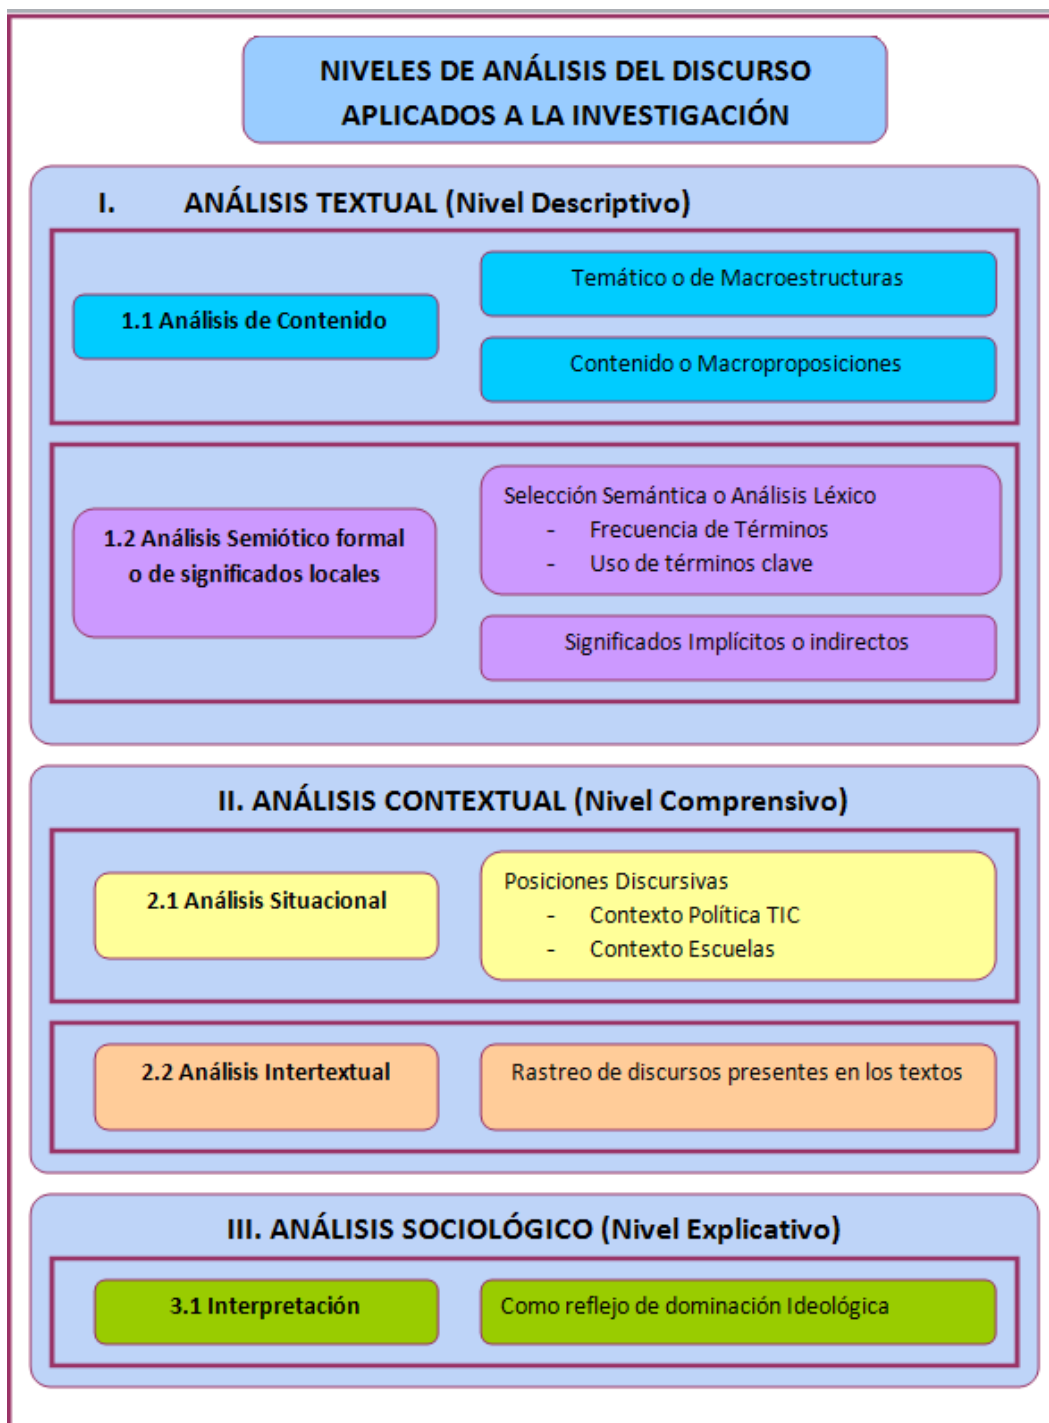 NIVELES DE ANÁLISIS DEL DISCURSO
APLICADOS A LA INVESTIGACIÓN
I. ANÁLISIS TEXTUAL (Nivel Descriptivo)
1.1 Análisis de Contenido
Temático o de Macroestructuras
Contenido o Macroproposiciones
1.2 Análisis Semiótico formal
o de significados locales
Selección Semántica o Análisis Léxico
- Frecuencia de Términos
- Uso de términos clave
Significados Implícitos o indirectos
II. ANÁLISIS CONTEXTUAL (Nivel Comprensivo)
2.1 Análisis Situacional
Posiciones Discursivas
- Contexto Política TIC
- Contexto Escuelas
2.2 Análisis Intertextual
Rastreo de discursos presentes en los textos
III. ANÁLISIS SOCIOLÓGICO (Nivel Explicativo)
3.1 Interpretación
Como reflejo de dominación Ideológica